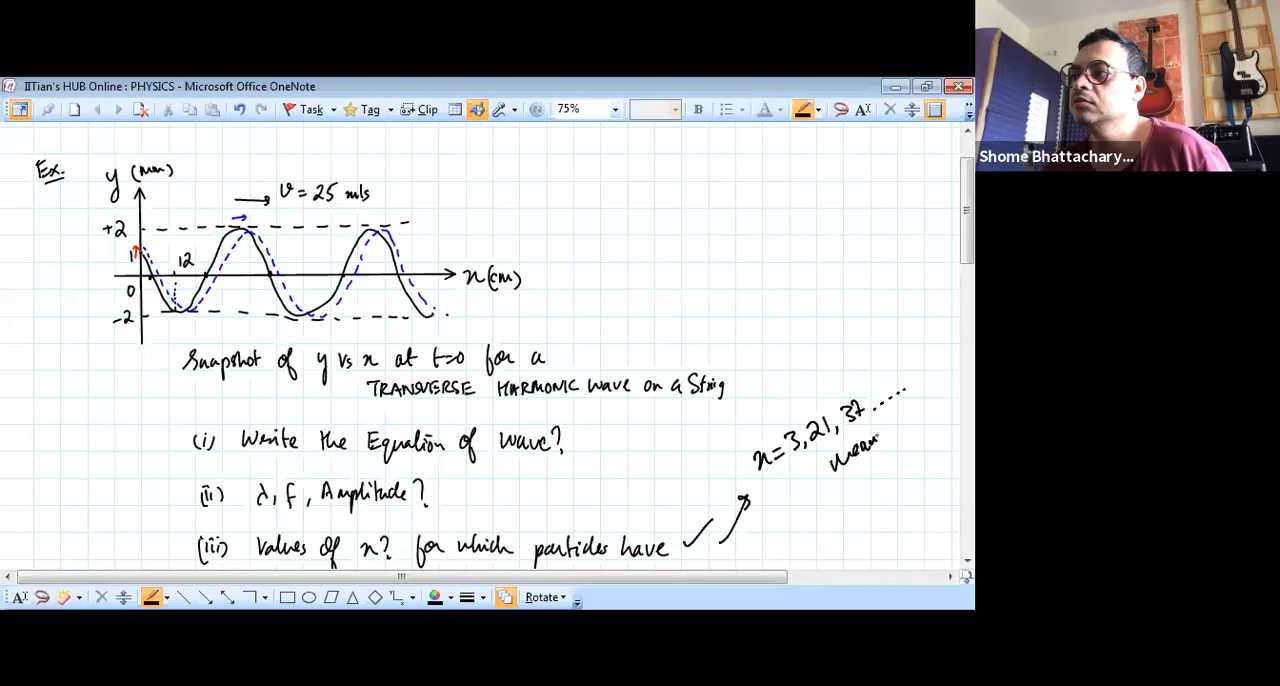 IITian's HUB Online : PHYSICS - Microsoft Office OneNote
Task Tag Clip 75% B A
Ex.
y (mm)
v = 25 m/s
+2
1
12
0
-2
x (cm)
Snapshot of y vs x at t=0 for a
TRANSVERSE HARMONIC wave on a String
(i) Write the Equation of wave?
(ii) λ, f, Amplitude?
(iii) Values of x? for which particles have
x = 3, 21, 37 .....
mean
Rotate
Shome Bhattachary...